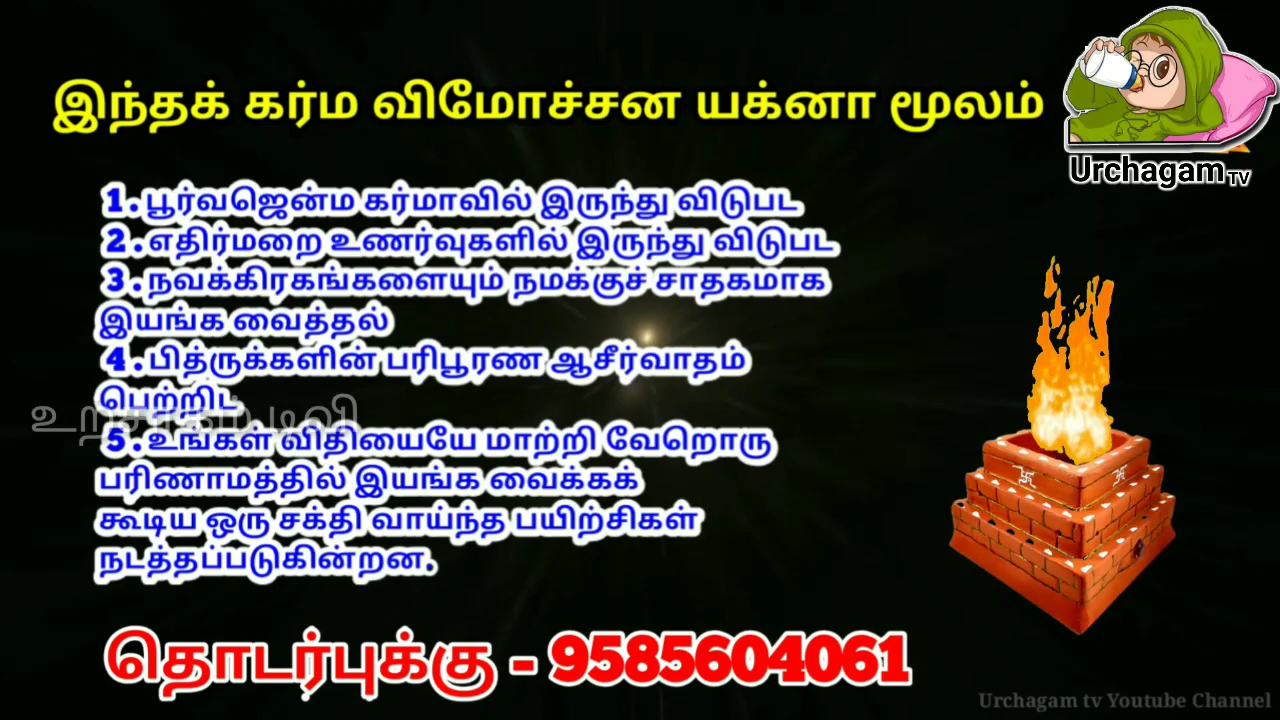 இந்தக் கர்ம விமோச்சன யக்னா மூலம்
Urchagam TV
1.பூர்வஜென்ம கர்மாவில் இருந்து விடுபட
2.எதிர்மறை உணர்வுகளில் இருந்து விடுபட
3.நவக்கிரகங்களையும் நமக்குச் சாதகமாக
இயங்க வைத்தல்
4.பித்ருக்களின் பரிபூரண ஆசீர்வாதம்
பெற்றிட
டிவி
5.உங்கள் விதியையே மாற்றி வேறொரு
பரிணாமத்தில் இயங்க வைக்கக்
கூடிய ஒரு சக்தி வாய்ந்த பயிற்சிகள்
நடத்தப்படுகின்றன.
தொடர்புக்கு - 9585604061
Urchagam tv Youtube Channel